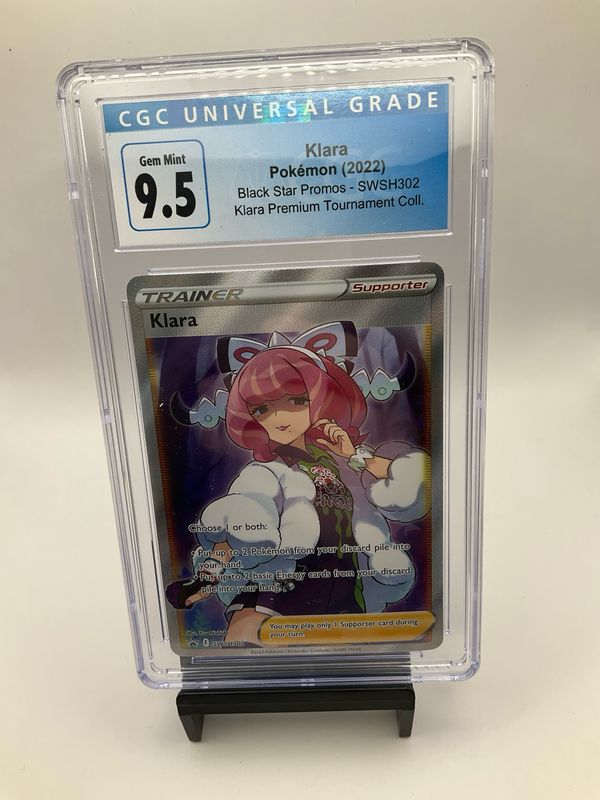 CGC UNIVERSAL GRADE
Gem Mint
9.5
Klara
Pokémon (2022)
Black Star Promos - SWSH302
Klara Premium Tournament Coll.
TRAINER
Supporter
Klara
Choose 1 or both:
• Put up to 2 Pokémon from your discard pile into
your hand.
• Put up to 2 basic Energy cards from your discard
pile into your hand.
You may play only 1 Supporter card during
your turn.